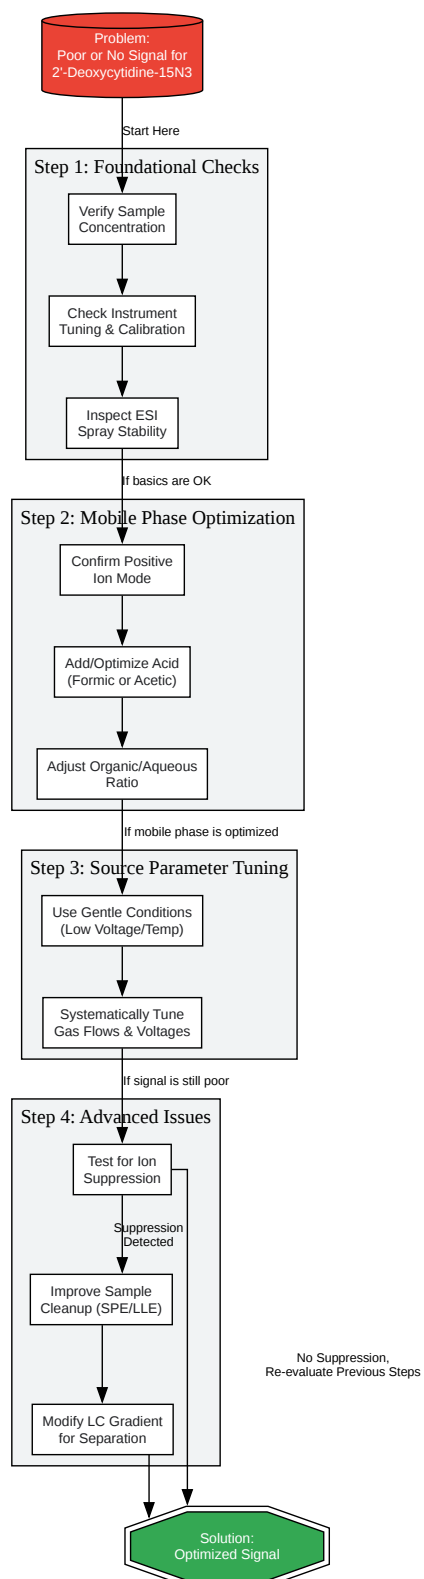 Problem:
Poor or No Signal for
2'-Deoxycytidine-15N3
Start Here
Step 1: Foundational Checks
Verify Sample
Concentration
Check Instrument
Tuning & Calibration
Inspect ESI
Spray Stability
If basics are OK
Step 2: Mobile Phase Optimization
Confirm Positive
Ion Mode
Add/Optimize Acid
(Formic or Acetic)
Adjust Organic/Aqueous
Ratio
If mobile phase is optimized
Step 3: Source Parameter Tuning
Use Gentle Conditions
(Low Voltage/Temp)
Systematically Tune
Gas Flows & Voltages
If signal is still poor
Step 4: Advanced Issues
Test for Ion
Suppression
Suppression
Detected
Improve Sample
Cleanup (SPE/LLE)
No Suppression,
Re-evaluate Previous Steps
Modify LC Gradient
for Separation
Solution:
Optimized Signal